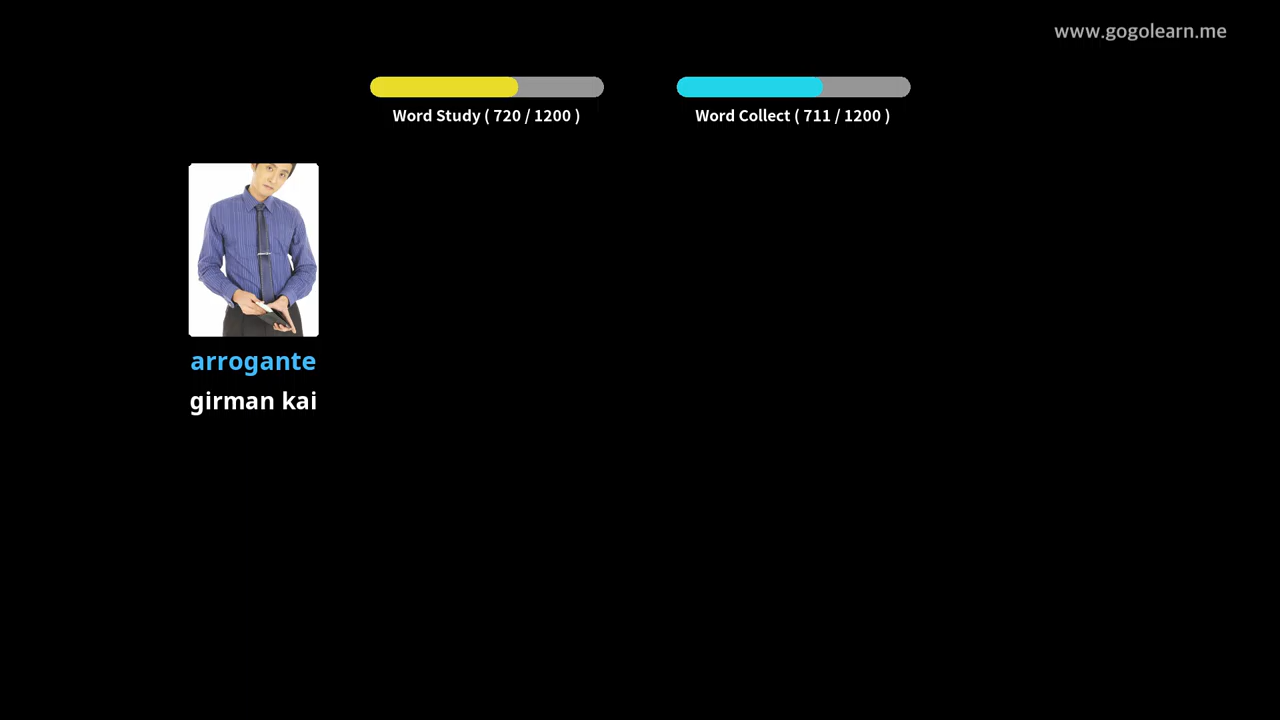 www.gogolearn.me
Word Study ( 720 / 1200 )
Word Collect ( 711 / 1200 )
arrogante
girman kai